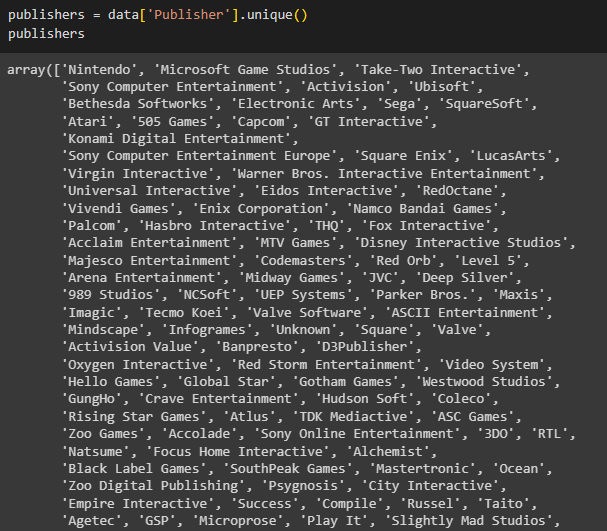 publishers = data['Publisher'].unique()
publishers
array(['Nintendo', 'Microsoft Game Studios', 'Take-Two Interactive',
'Sony Computer Entertainment', 'Activision', 'Ubisoft',
'Bethesda Softworks', 'Electronic Arts', 'Sega', 'SquareSoft',
'Atari', '505 Games', 'Capcom', 'GT Interactive',
'Konami Digital Entertainment',
'Sony Computer Entertainment Europe', 'Square Enix', 'LucasArts',
'Virgin Interactive', 'Warner Bros. Interactive Entertainment',
'Universal Interactive', 'Eidos Interactive', 'RedOctane',
'Vivendi Games', 'Enix Corporation', 'Namco Bandai Games',
'Palcom', 'Hasbro Interactive', 'THQ', 'Fox Interactive',
'Acclaim Entertainment', 'MTV Games', 'Disney Interactive Studios',
'Majesco Entertainment', 'Codemasters', 'Red Orb', 'Level 5',
'Arena Entertainment', 'Midway Games', 'JVC', 'Deep Silver',
'989 Studios', 'NCSoft', 'UEP Systems', 'Parker Bros.', 'Maxis',
'Imagic', 'Tecmo Koei', 'Valve Software', 'ASCII Entertainment',
'Mindscape', 'Infogrames', 'Unknown', 'Square', 'Valve',
'Activision Value', 'Banpresto', 'D3Publisher',
'Oxygen Interactive', 'Red Storm Entertainment', 'Video System',
'Hello Games', 'Global Star', 'Gotham Games', 'Westwood Studios',
'GungHo', 'Crave Entertainment', 'Hudson Soft', 'Coleco',
'Rising Star Games', 'Atlus', 'TDK Mediactive', 'ASC Games',
'Zoo Games', 'Accolade', 'Sony Online Entertainment', '3DO', 'RTL',
'Natsume', 'Focus Home Interactive', 'Alchemist',
'Black Label Games', 'SouthPeak Games', 'Mastertronic', 'Ocean',
'Zoo Digital Publishing', 'Psygnosis', 'City Interactive',
'Empire Interactive', 'Success', 'Compile', 'Russel', 'Taito',
'Agetec', 'GSP', 'Microprose', 'Play It', 'Slightly Mad Studios',